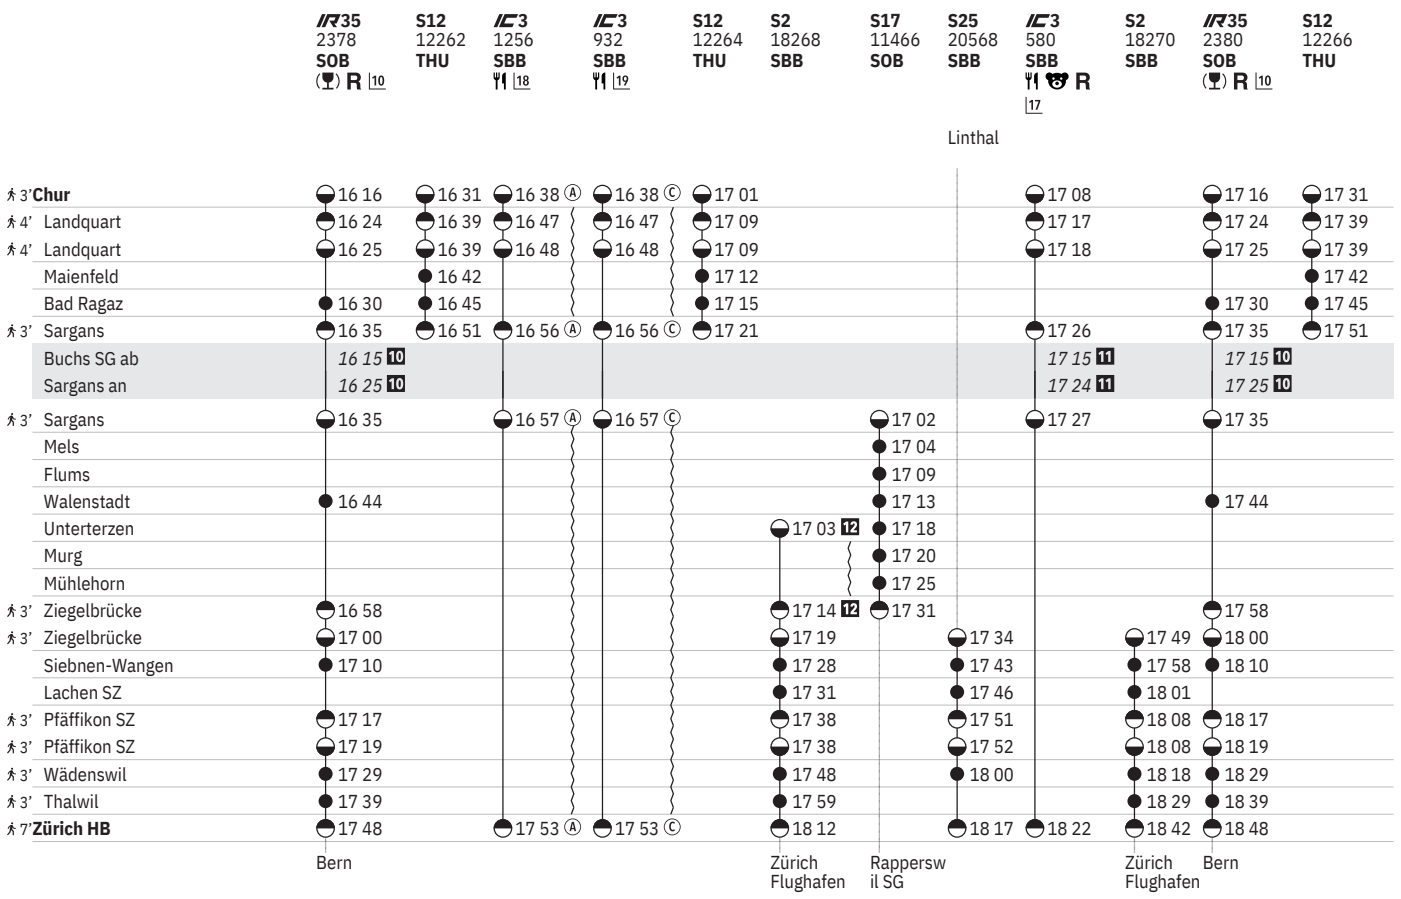 IR35 S12 IC3 IC3 S12 S2 S17 S25 IC3 S2 IR35 S12
2378 12262 1256 932 12264 18268 11466 20568 580 18270 2380 12266
SOB THU SBB SBB THU SBB SOB SBB SBB SBB SOB THU
R 10 18 19 R R 10
17
Linthal
3' Chur 16 16 16 31 16 38 A 16 38 C 17 01 17 08 17 16 17 31
4' Landquart 16 24 16 39 16 47 16 47 17 09 17 17 17 24 17 39
4' Landquart 16 25 16 39 16 48 16 48 17 09 17 18 17 25 17 39
Maienfeld 16 42 17 12 17 42
Bad Ragaz 16 30 16 45 17 15 17 30 17 45
3' Sargans 16 35 16 51 16 56 A 16 56 C 17 21 17 26 17 35 17 51
Buchs SG ab 16 15 10 17 15 11 17 15 10
Sargans an 16 25 10 17 24 11 17 25 10
3' Sargans 16 35 16 57 A 16 57 C 17 02 17 27 17 35
Mels 17 04
Flums 17 09
Walenstadt 16 44 17 13 17 44
Unterterzen 17 03 12 17 18
Murg 17 20
Mühlehorn 17 25
3' Ziegelbrücke 16 58 17 14 12 17 31 17 58
3' Ziegelbrücke 17 00 17 19 17 34 17 49 18 00
Siebnen-Wangen 17 10 17 28 17 43 17 58 18 10
Lachen SZ 17 31 17 46 18 01
3' Pfäffikon SZ 17 17 17 38 17 51 18 08 18 17
3' Pfäffikon SZ 17 19 17 38 17 52 18 08 18 19
3' Wädenswil 17 29 17 48 18 00 18 18 18 29
3' Thalwil 17 39 17 59 18 29 18 39
7' Zürich HB 17 48 17 53 A 17 53 C 18 12 18 17 18 22 18 42 18 48
Bern Zürich Rappersw Zürich Bern
Flughafen il SG Flughafen